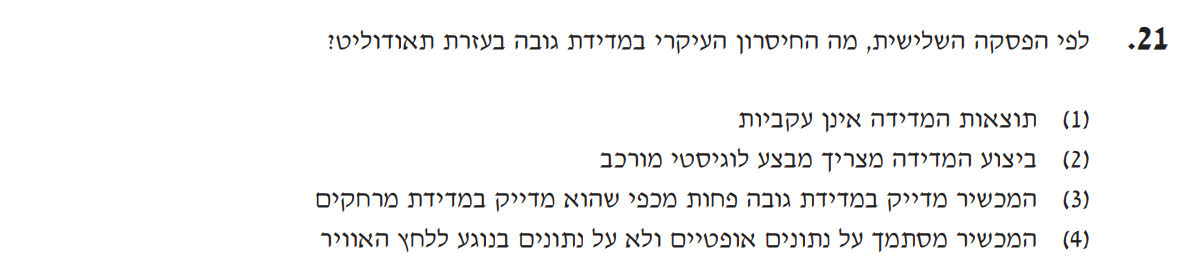 21. לפי הפסקה השלישית, מה החיסרון העיקרי במדידת גובה בעזרת תאודוליט?
(1) תוצאות המדידה אינן עקביות
(2) ביצוע המדידה מצריך מבצע לוגיסטי מורכב
(3) המכשיר מדייק במדידת גובה פחות מכפי שהוא מדייק במדידת מרחקים
(4) המכשיר מסתמך על נתונים אופטיים ולא על נתונים בנוגע ללחץ האוויר